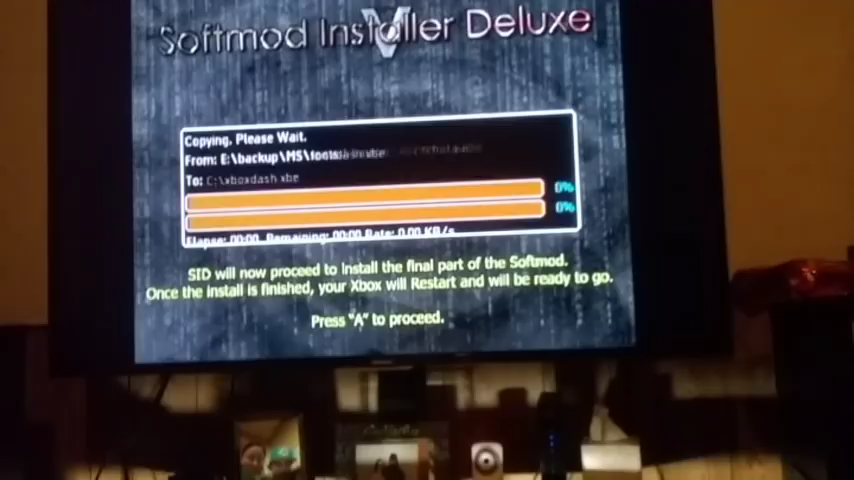 Softmod Installer Deluxe
V
Copying, Please Wait.
From: E:\backup\MS\fonts
To: C:\xboxdash.xbe
0%
0%
Elapse: 00:00, Remaining: 00:00 Rate: 0.00 KB/s
SID will now proceed to install the final part of the Softmod.
Once the install is finished, your Xbox will Restart and will be ready to go.
Press "A" to proceed.